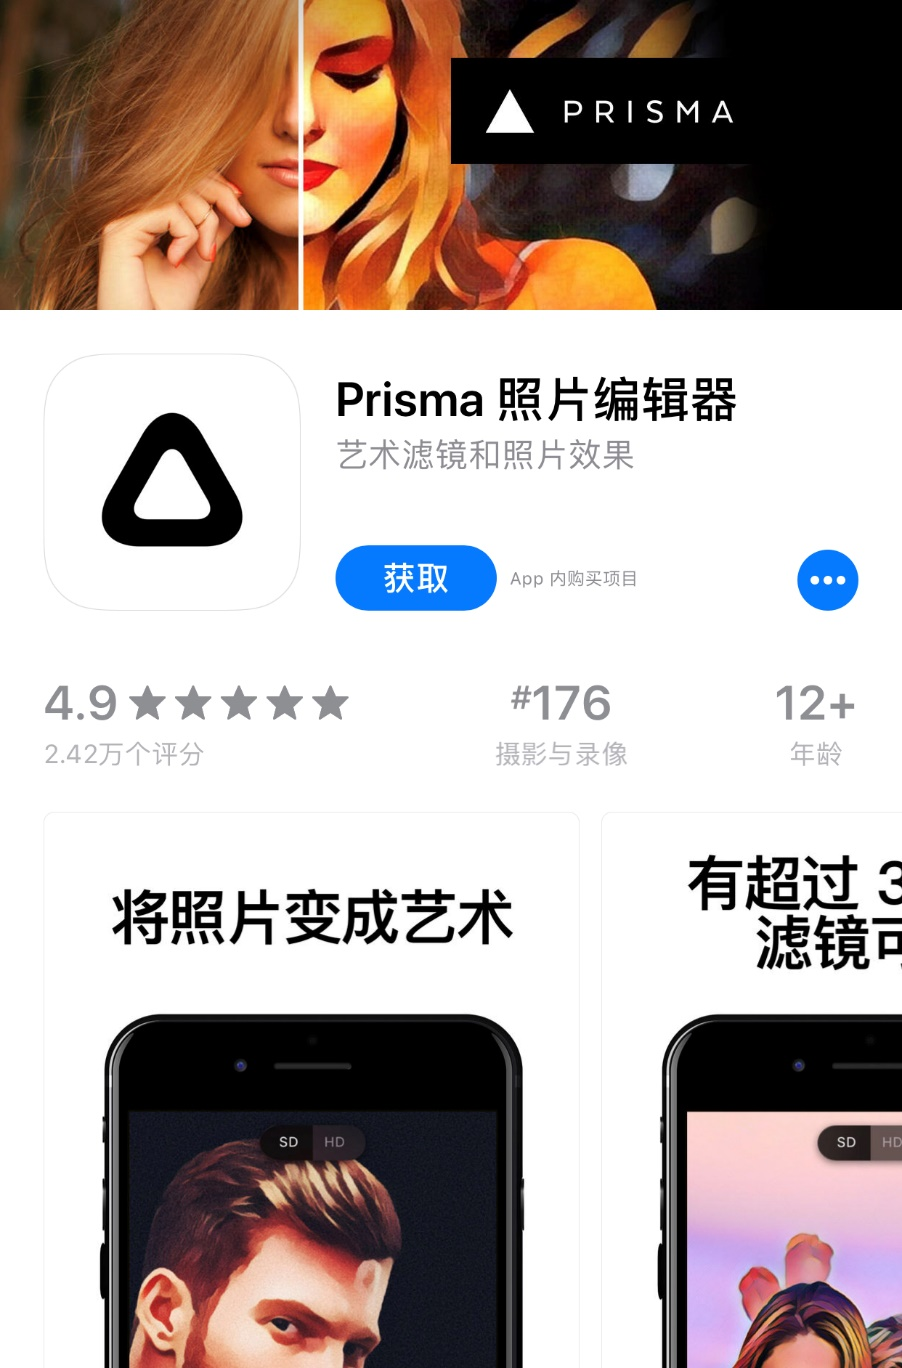 PRISMA
Prisma 照片编辑器
艺术滤镜和照片效果
获取
App 内购买项目
4.9
#176
12+
2.42万个评分
摄影与录像
年龄
将照片变成艺术
有超过 3
滤镜可
SD HD
SD HD